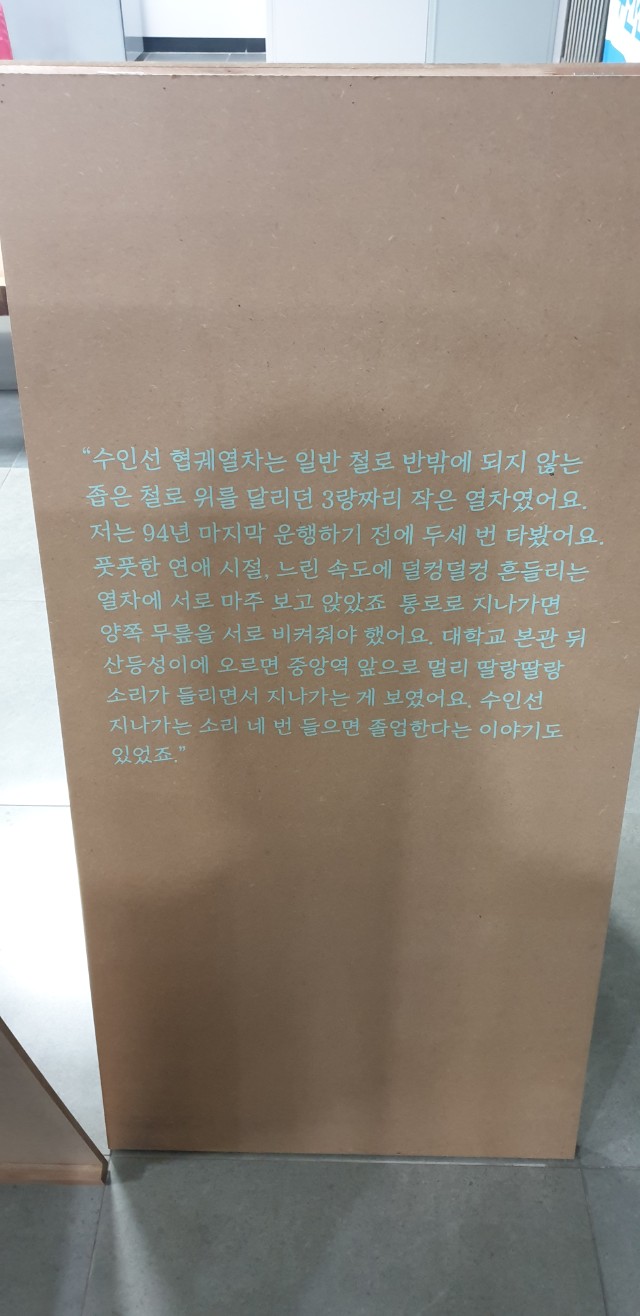 “수인선 협궤열차는 일반 철로 반밖에 되지 않는
좁은 철로 위를 달리던 3량짜리 작은 열차였어요.
저는 94년 마지막 운행하기 전에 두세 번 타봤어요.
풋풋한 연애 시절, 느린 속도에 덜컹덜컹 흔들리는
열차에 서로 마주 보고 앉았죠 통로로 지나가면
양쪽 무릎을 서로 비켜줘야 했어요. 대학교 본관 뒤
산등성이에 오르면 중앙역 앞으로 멀리 딸랑딸랑
소리가 들리면서 지나가는 게 보였어요. 수인선
지나가는 소리 네 번 들으면 졸업한다는 이야기도
있었죠.”